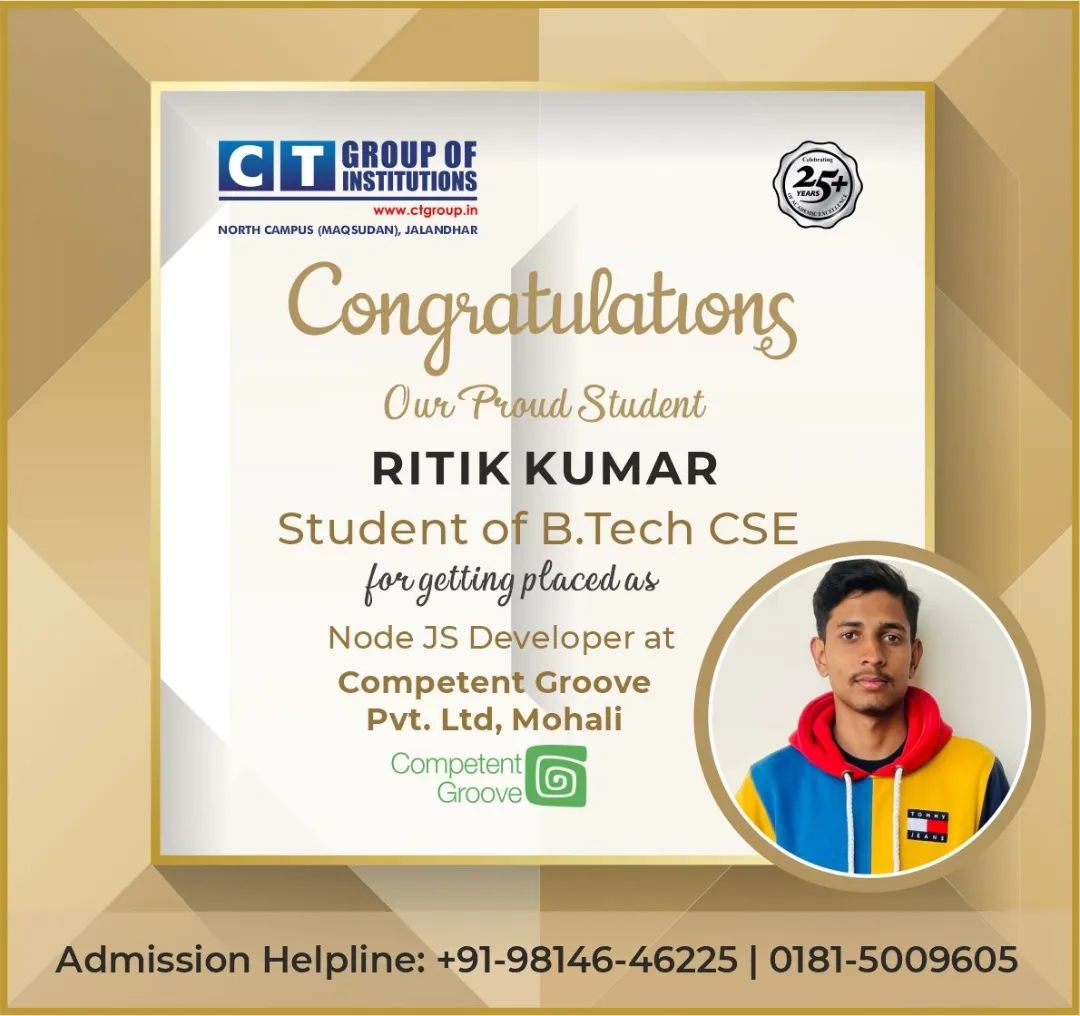 CT GROUP OF
INSTITUTIONS
www.ctgroup.in
NORTH CAMPUS (MAQSUDAN), JALANDHAR
Celebrating
25+
YEARS
OF ACADEMIC EXCELLENCE
Congratulations
Our Proud Student
RITIK KUMAR
Student of B.Tech CSE
for getting placed as
Node JS Developer at
Competent Groove
Pvt. Ltd, Mohali
Competent
Groove
TOMMY
JEANS
Admission Helpline: +91-98146-46225 | 0181-5009605